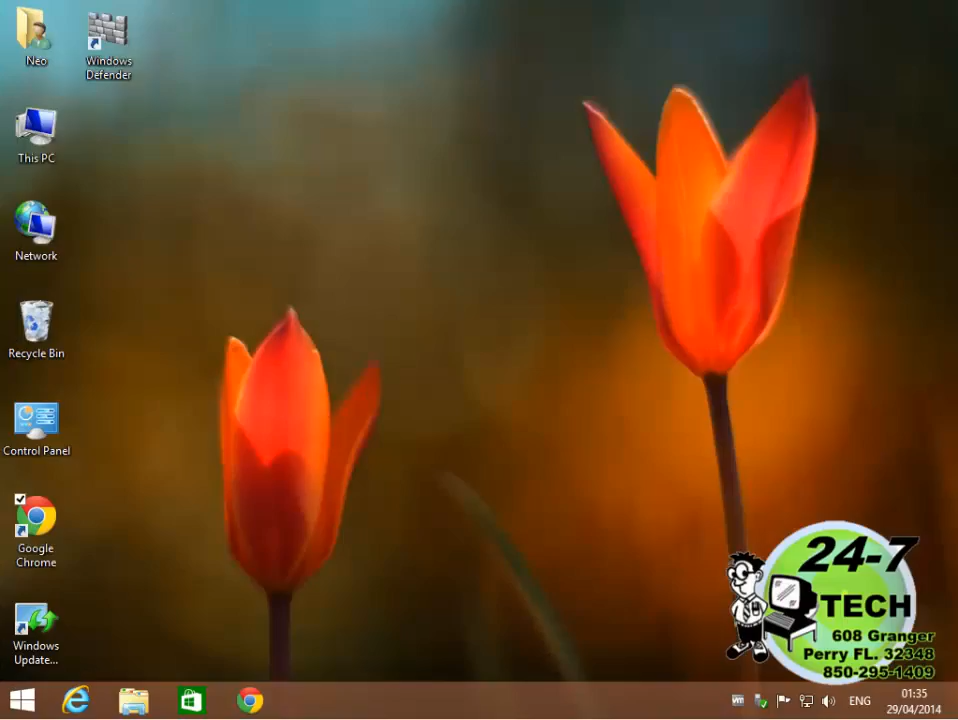 Neo
Windows
Defender
This PC
Network
Recycle Bin
Control Panel
Google
Chrome
Windows
Update...
24-7
TECH
608 Granger
Perry FL. 32348
850-295-1409
ENG
01:35
29/04/2014